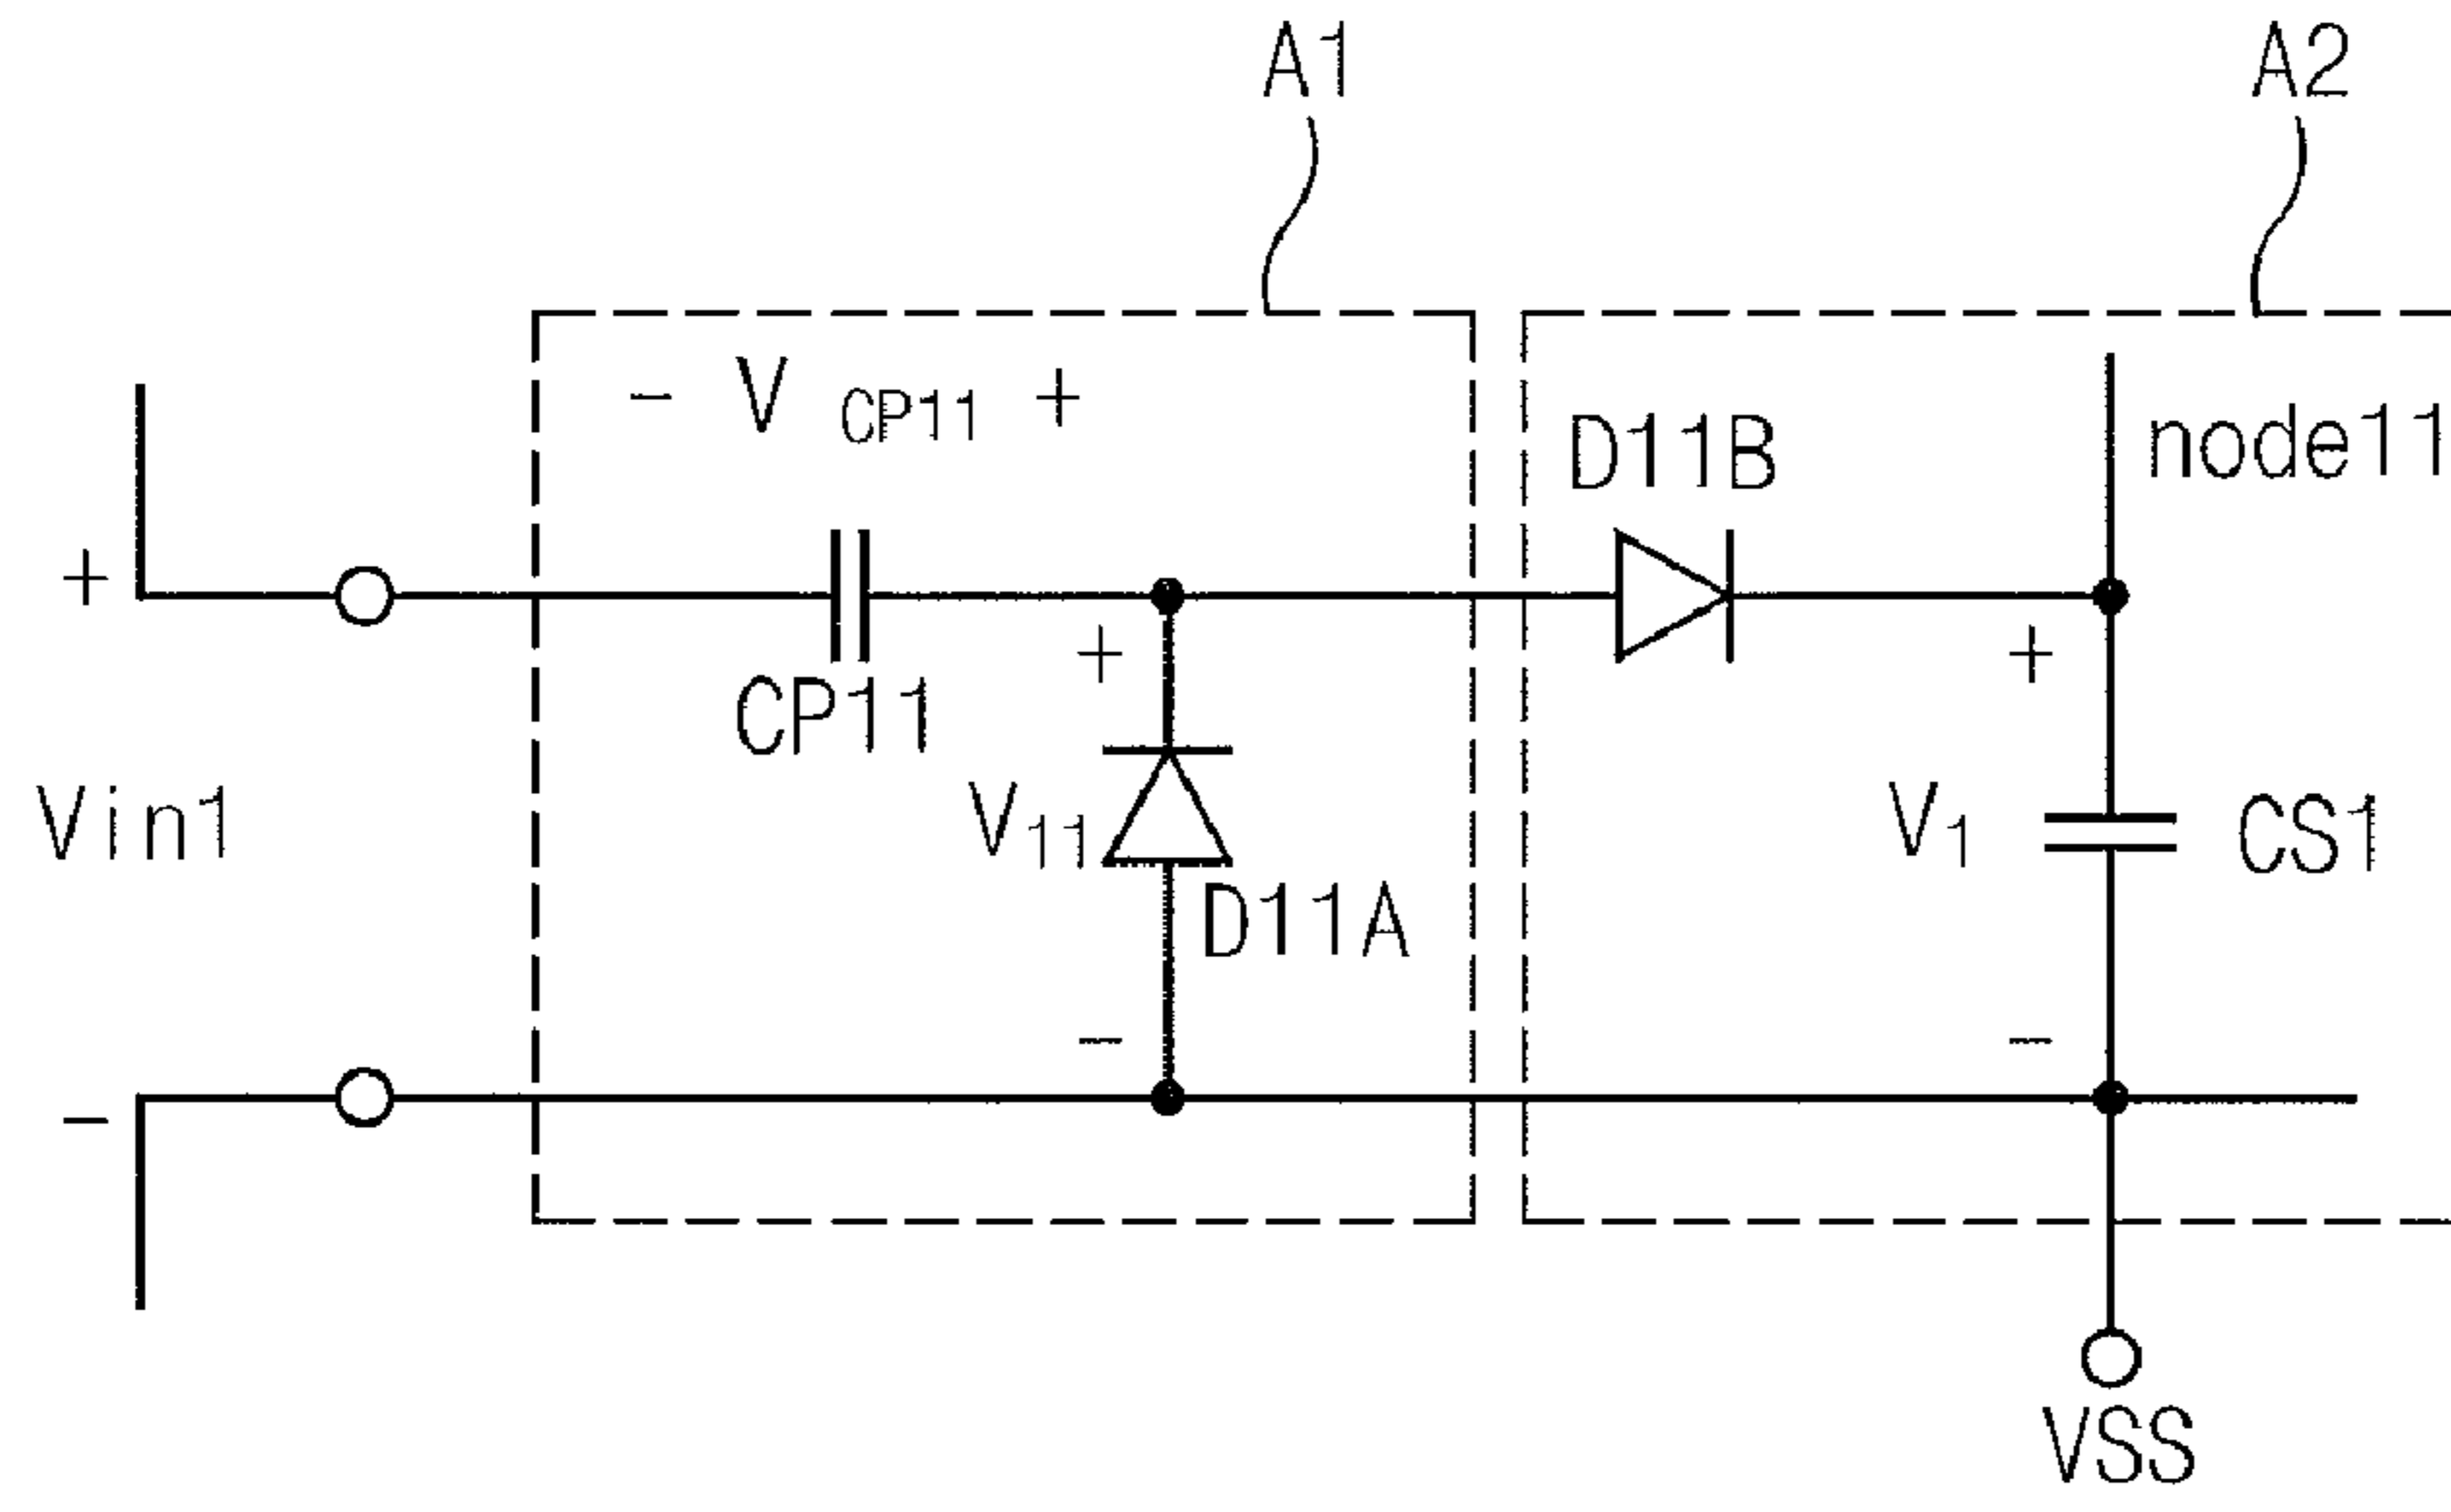 A1
A2
- V CP11 +
D11B
node11
+
+
+
CP11
Vin1
V11
V1
CS1
D11A
-
-
-
VSS